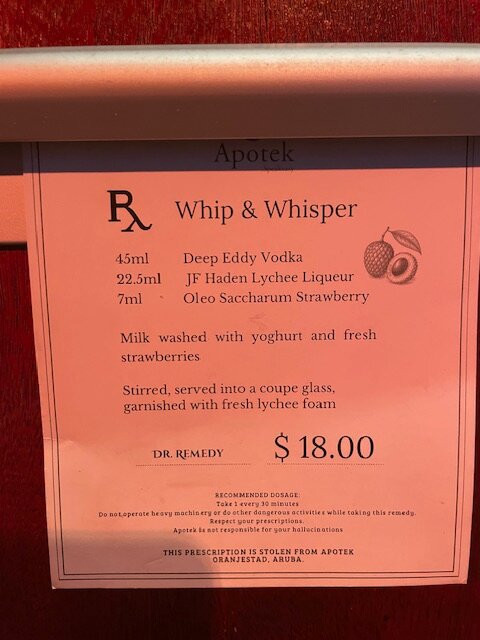 Apotek
Rx Whip & Whisper
45ml Deep Eddy Vodka
22.5ml JF Haden Lychee Liqueur
7ml Oleo Saccharum Strawberry
Milk washed with yoghurt and fresh
strawberries
Stirred, served into a coupe glass,
garnished with fresh lychee foam
DR. REMEDY $ 18.00
RECOMMENDED DOSAGE:
Take 1 every 30 minutes
Do not operate heavy machinery or do other dangerous activities while taking this remedy.
Respect your prescriptions.
Apotek is not responsible for your hallucinations
THIS PRESCRIPTION IS STOLEN FROM APOTEK
ORANJESTAD, ARUBA.